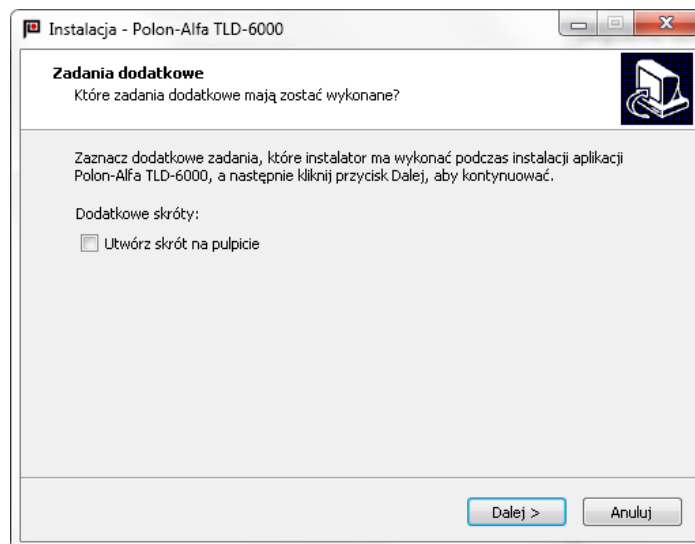 Instalacja - Polon-Alfa TLD-6000
Zadania dodatkowe
Które zadania dodatkowe mają zostać wykonane?
Zaznacz dodatkowe zadania, które instalator ma wykonać podczas instalacji aplikacji
Polon-Alfa TLD-6000, a następnie kliknij przycisk Dalej, aby kontynuować.
Dodatkowe skróty:
Utwórz skrót na pulpicie
Dalej >
Anuluj